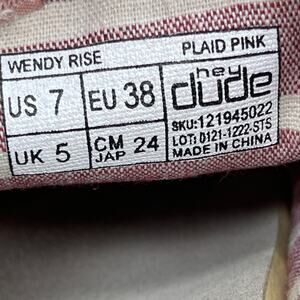 WENDY RISE PLAID PINK
US 7 EU 38 hey dude
SKU:121945022
UK 5 CM JAP 24 LOT: D121-1222-STS
MADE IN CHINA